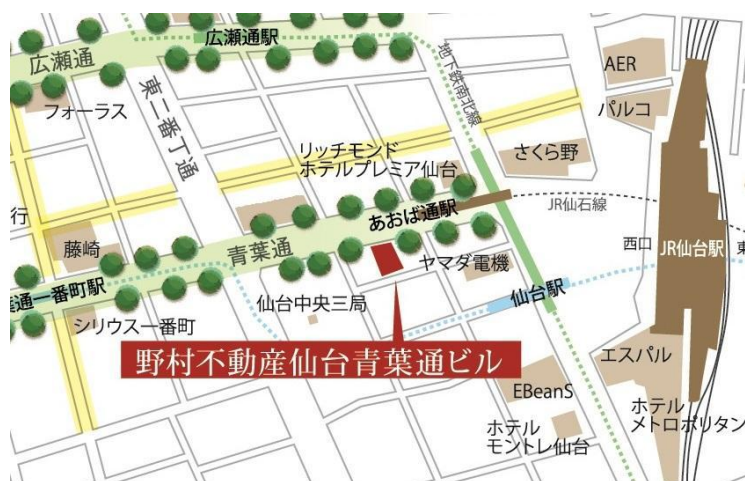 広瀬通駅
広瀬通
フォーラス
東二番丁通
地下鉄南北線
AER
パルコ
リッチモンド
ホテルプレミア仙台
さくら野
あおば通駅
JR仙石線
行
藤崎
青葉通
ヤマダ電機
西口
JR仙台駅
東
葉通一番町駅
仙台中央三局
仙台駅
シリウス一番町
野村不動産仙台青葉通ビル
エスパル
EBeanS
ホテル
メトロポリタン
ホテル
モントレ仙台